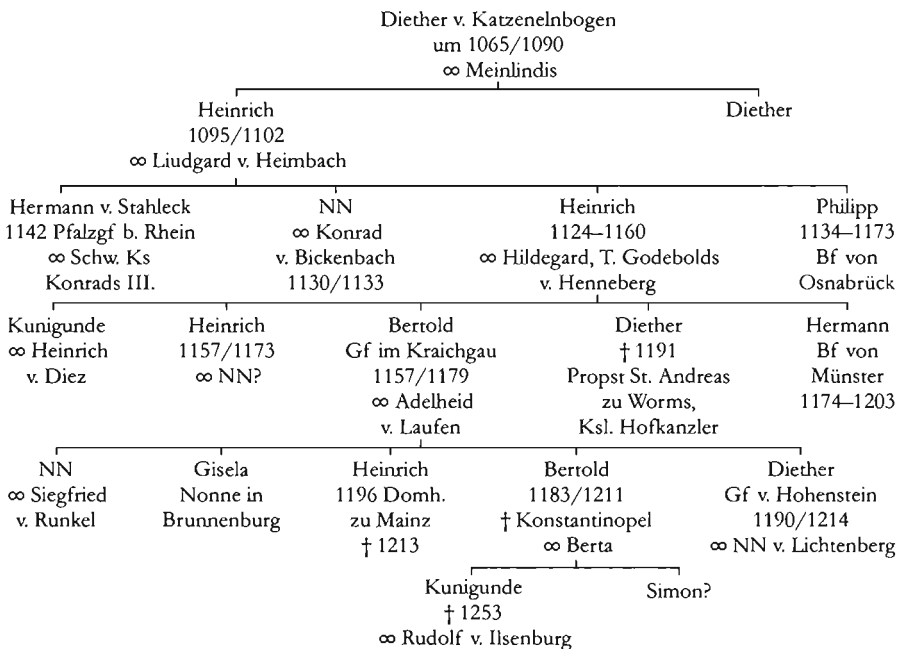 Diether v. Katzenelnbogen
um 1065/1090
∞ Meinlindis
Heinrich
1095/1102
∞ Liudgard v. Heimbach
Diether
Hermann v. Stahleck
1142 Pfalzgf b. Rhein
∞ Schw. Ks
Konrads III.
NN
∞ Konrad
v. Bickenbach
1130/1133
Heinrich
1124–1160
∞ Hildegard, T. Godebolds
v. Henneberg
Philipp
1134–1173
Bf von
Osnabrück
Kunigunde
∞ Heinrich
v. Diez
Heinrich
1157/1173
∞ NN?
Bertold
Gf im Kraichgau
1157/1179
∞ Adelheid
v. Laufen
Diether
† 1191
Propst St. Andreas
zu Worms,
Ksl. Hofkanzler
Hermann
Bf von
Münster
1174–1203
NN
∞ Siegfried
v. Runkel
Gisela
Nonne in
Brunnenburg
Heinrich
1196 Domh.
zu Mainz
† 1213
Bertold
1183/1211
† Konstantinopel
∞ Berta
Diether
Gf v. Hohenstein
1190/1214
∞ NN v. Lichtenberg
Kunigunde
† 1253
∞ Rudolf v. Ilsenburg
Simon?